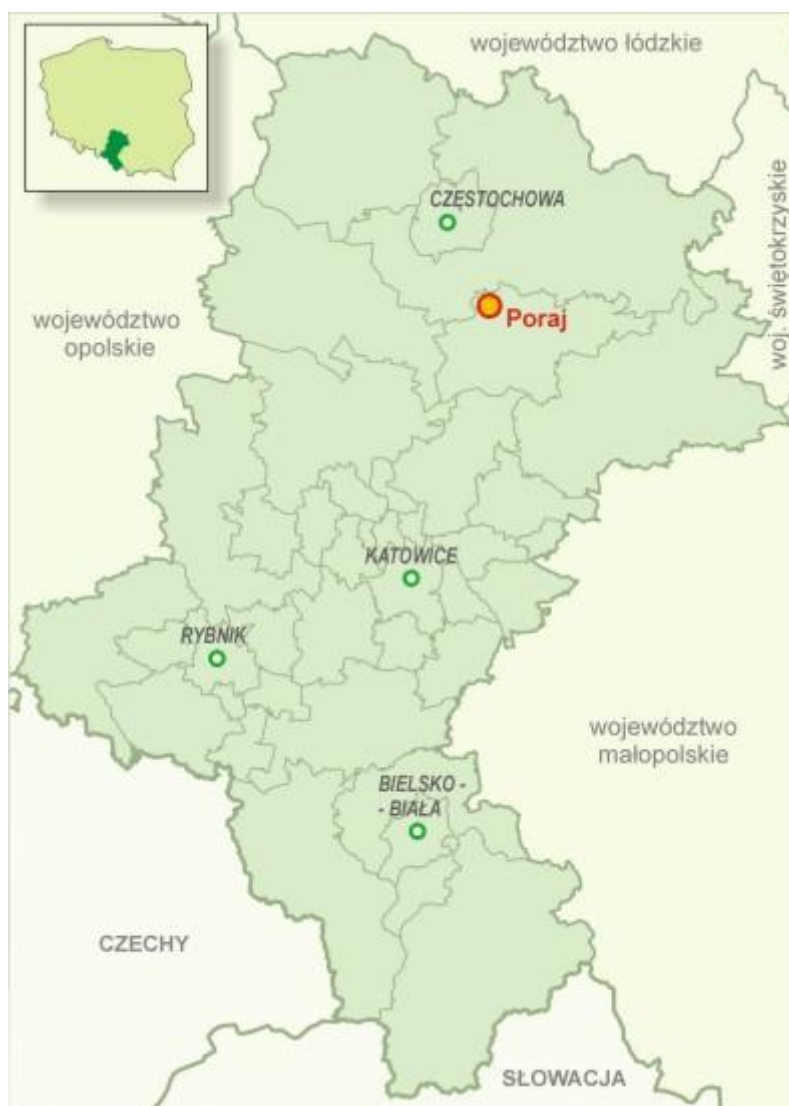 województwo łódzkie
CZĘSTOCHOWA
woj. świętokrzyskie
Poraj
województwo
opolskie
KATOWICE
RYBNIK
województwo
małopolskie
BIELSKO -
- BIAŁA
CZECHY
SŁOWACJA